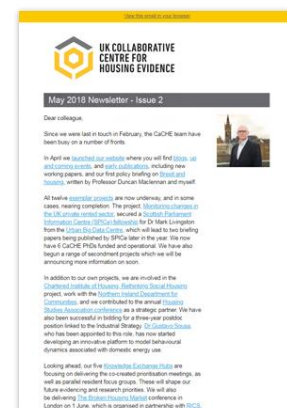 View this email in your browser
UK COLLABORATIVE
CENTRE FOR
HOUSING EVIDENCE
May 2018 Newsletter - Issue 2
Dear colleague,
Since we were last in touch in February, the CaCHE team have
been busy on a number of fronts.
In April we launched our website where you will find blogs, up
and coming events, and early publications, including new
working papers, and our first policy briefing on Brexit and
housing, written by Professor Duncan Maclennan and myself.
All twelve exemplar projects are now underway, and in some
cases, nearing completion. The project, Monitoring changes in
the UK private rented sector, secured a Scottish Parliament
Information Centre (SPICe) fellowship for Dr Mark Livingston
from the Urban Big Data Centre, which will lead to two briefing
papers being published by SPICe later in the year. We now
have 6 CaCHE PhDs funded and operational. We have also
begun a range of secondment projects which we will be
announcing more information on soon.
In addition to our own projects, we are involved in the
Chartered Institute of Housing, Rethinking Social Housing
project, work with the Northern Ireland Department for
Communities, and we contributed to the annual Housing
Studies Association conference as a strategic partner. We have
also been successful in bidding for a three-year postdoc
position linked to the Industrial Strategy. Dr Gustavo Sousa,
who has been appointed to this role, has now started
developing an innovative platform to model behavioural
dynamics associated with domestic energy use.
Looking ahead, our five Knowledge Exchange Hubs are
focusing on delivering the co-created prioritisation meetings, as
well as parallel resident focus groups. These will shape our
future evidencing and research priorities. We will also
be delivering The Broken Housing Market conference in
London on 1 June, which is organised in partnership with RICS,